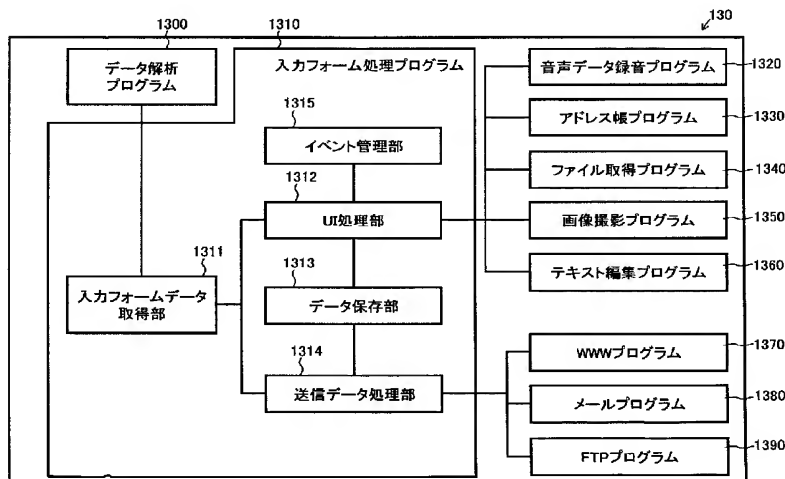 130
1300
データ解析
プログラム
1310
入力フォーム処理プログラム
1315
イベント管理部
1312
UI処理部
1311
入力フォームデータ
取得部
1313
データ保存部
1314
送信データ処理部
音声データ録音プログラム
1320
アドレス帳プログラム
1330
ファイル取得プログラム
1340
画像撮影プログラム
1350
テキスト編集プログラム
1360
WWWプログラム
1370
メールプログラム
1380
FTPプログラム
1390